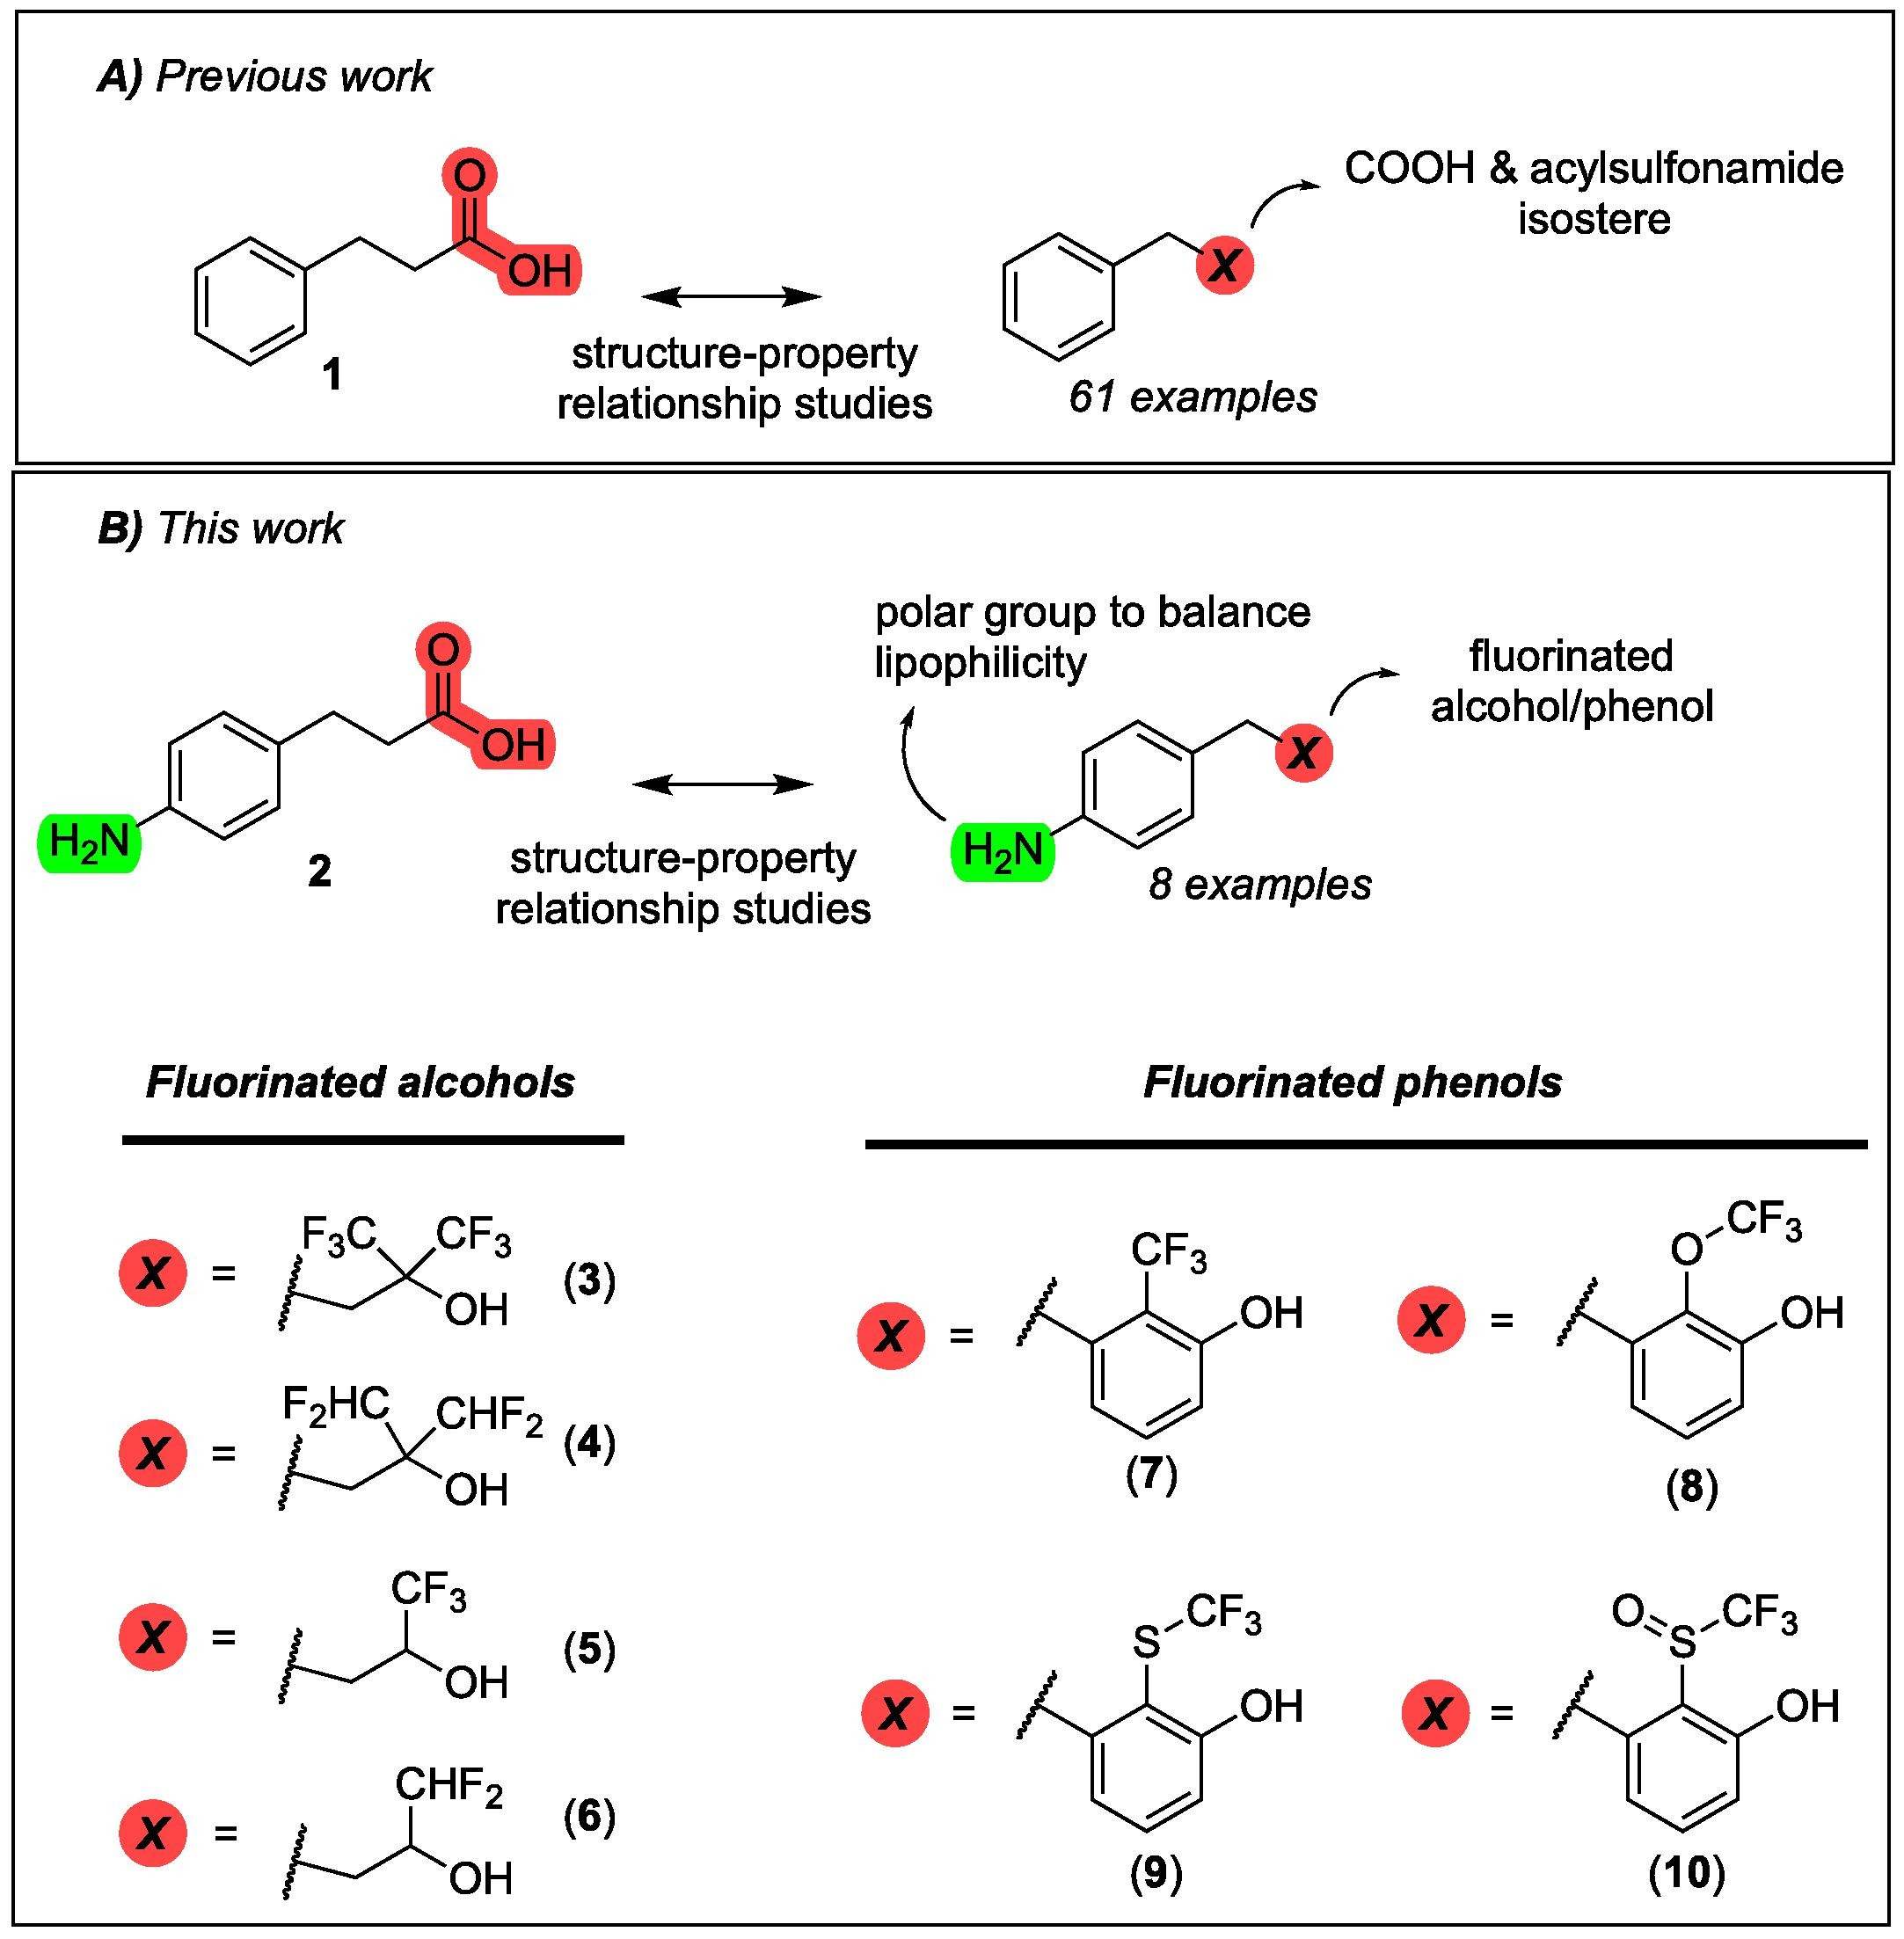 A) Previous work
O
OH
1
structure-property
relationship studies
X
COOH & acylsulfonamide
isostere
61 examples
B) This work
O
OH
H₂N
2
structure-property
relationship studies
polar group to balance
lipophilicity
X
fluorinated
alcohol/phenol
H₂N
8 examples
Fluorinated alcohols
X =
F₃C CF₃
OH
(3)
X =
F₂HC CHF₂
OH
(4)
X =
CF₃
OH
(5)
X =
CHF₂
OH
(6)
Fluorinated phenols
X =
CF₃
OH
(7)
X =
O CF₃
OH
(8)
X =
S CF₃
OH
(9)
X =
O S CF₃
OH
(10)